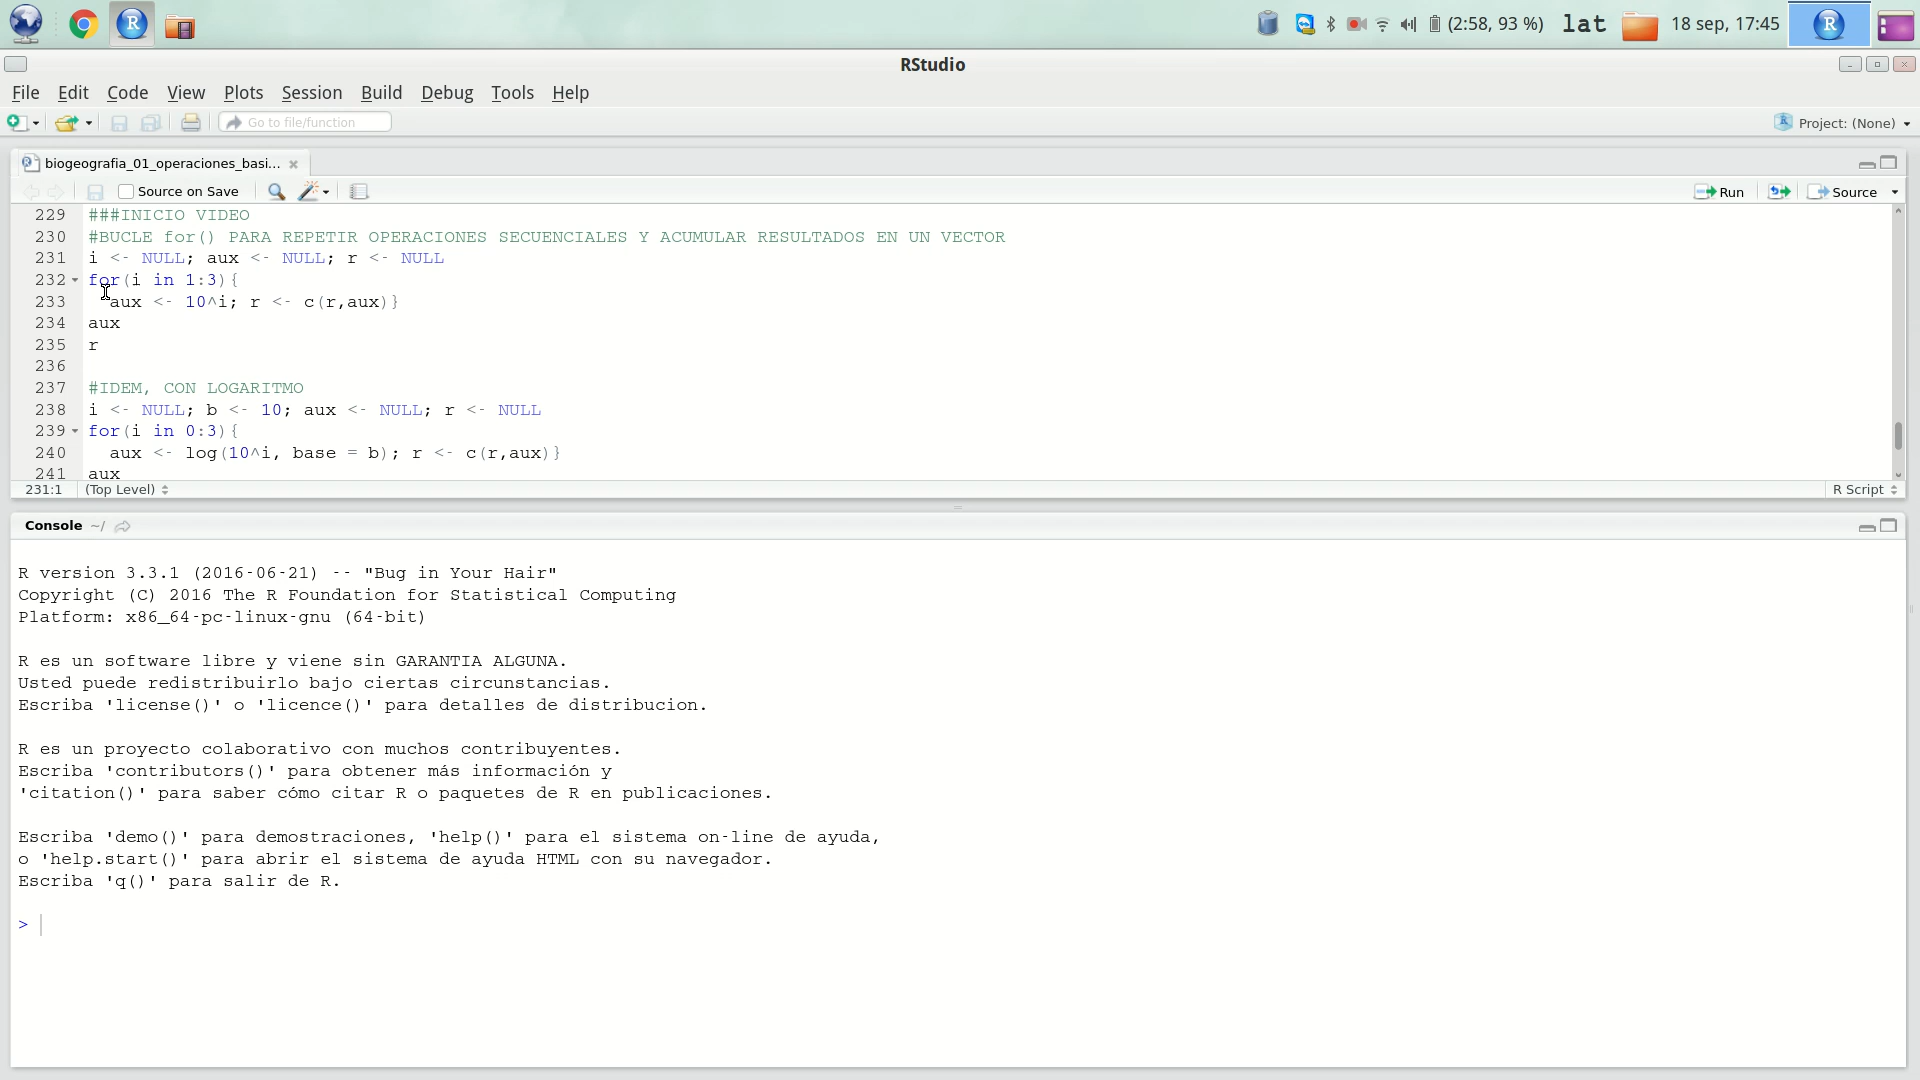 (2:58, 93 %) lat 18 sep, 17:45
RStudio
File Edit Code View Plots Session Build Debug Tools Help
Go to file/function Project: (None)
biogeografia_01_operaciones_basi...
Source on Save Run Source
229 ###INICIO VIDEO
230 #BUCLE for() PARA REPETIR OPERACIONES SECUENCIALES Y ACUMULAR RESULTADOS EN UN VECTOR
231 i <- NULL; aux <- NULL; r <- NULL
232 for(i in 1:3){
233   aux <- 10^i; r <- c(r,aux)}
234 aux
235 r
236
237 #IDEM, CON LOGARITMO
238 i <- NULL; b <- 10; aux <- NULL; r <- NULL
239 for(i in 0:3){
240   aux <- log(10^i, base = b); r <- c(r,aux)}
241 aux
231:1 (Top Level) R Script
Console ~/
R version 3.3.1 (2016-06-21) -- "Bug in Your Hair"
Copyright (C) 2016 The R Foundation for Statistical Computing
Platform: x86_64-pc-linux-gnu (64-bit)
R es un software libre y viene sin GARANTIA ALGUNA.
Usted puede redistribuirlo bajo ciertas circunstancias.
Escriba 'license()' o 'licence()' para detalles de distribucion.
R es un proyecto colaborativo con muchos contribuyentes.
Escriba 'contributors()' para obtener más información y
'citation()' para saber cómo citar R o paquetes de R en publicaciones.
Escriba 'demo()' para demostraciones, 'help()' para el sistema on-line de ayuda,
o 'help.start()' para abrir el sistema de ayuda HTML con su navegador.
Escriba 'q()' para salir de R.
>